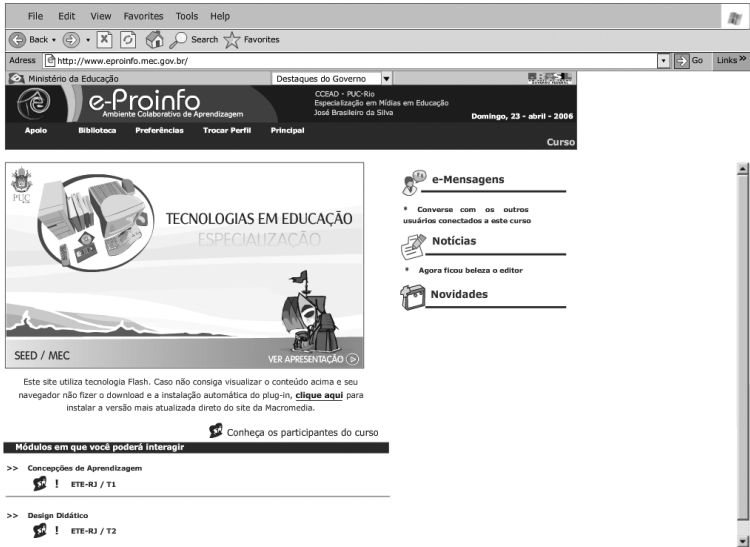 File Edit View Favorites Tools Help
Back Search Favorites
Adress http://www.eproinfo.mec.gov.br/ Go Links
Ministério da Educação Destaques do Governo
e-Proinfo
Ambiente Colaborativo de Aprendizagem
CCEAD - PUC-Rio
Especialização em Mídias em Educação
José Brasileiro da Silva
Domingo, 23 - abril - 2006
Apoio Biblioteca Preferências Trocar Perfil Principal
Curso
PUC
TECNOLOGIAS EM EDUCAÇÃO
ESPECIALIZAÇÃO
SEED / MEC
VER APRESENTAÇÃO
Este site utiliza tecnologia Flash. Caso não consiga visualizar o conteúdo acima e seu
navegador não fizer o download e a instalação automática do plug-in, clique aqui para
instalar a versão mais atualizada direto do site da Macromedia.
Conheça os participantes do curso
Módulos em que você poderá interagir
>> Concepções de Aprendizagem
! ETE-RJ / T1
>> Design Didático
! ETE-RJ / T2
e-Mensagens
* Converse com os outros
usuários conectados a este curso
Notícias
* Agora ficou beleza o editor
Novidades